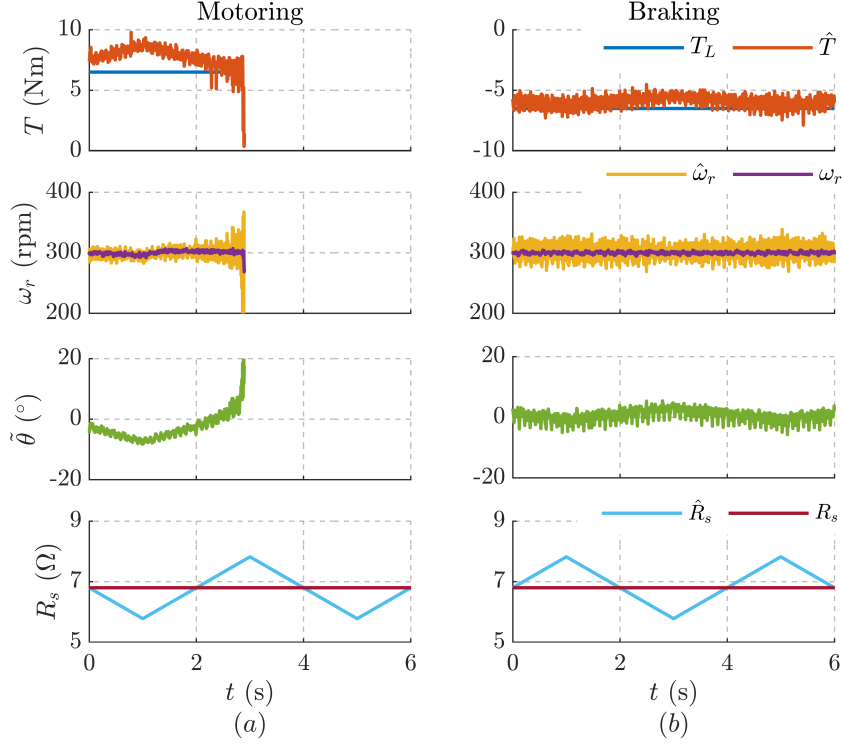 Motoring
10
5
0
T (Nm)
400
300
200
ω_r (rpm)
20
0
-20
θ̃ (°)
9
7
5
R_s (Ω)
0 2 4 6
t (s)
(a)
Braking
0
-5
-10
T_L T̂
400
300
200
ω̂_r ω_r
20
0
-20
9
7
5
R̂_s R_s
0 2 4 6
t (s)
(b)